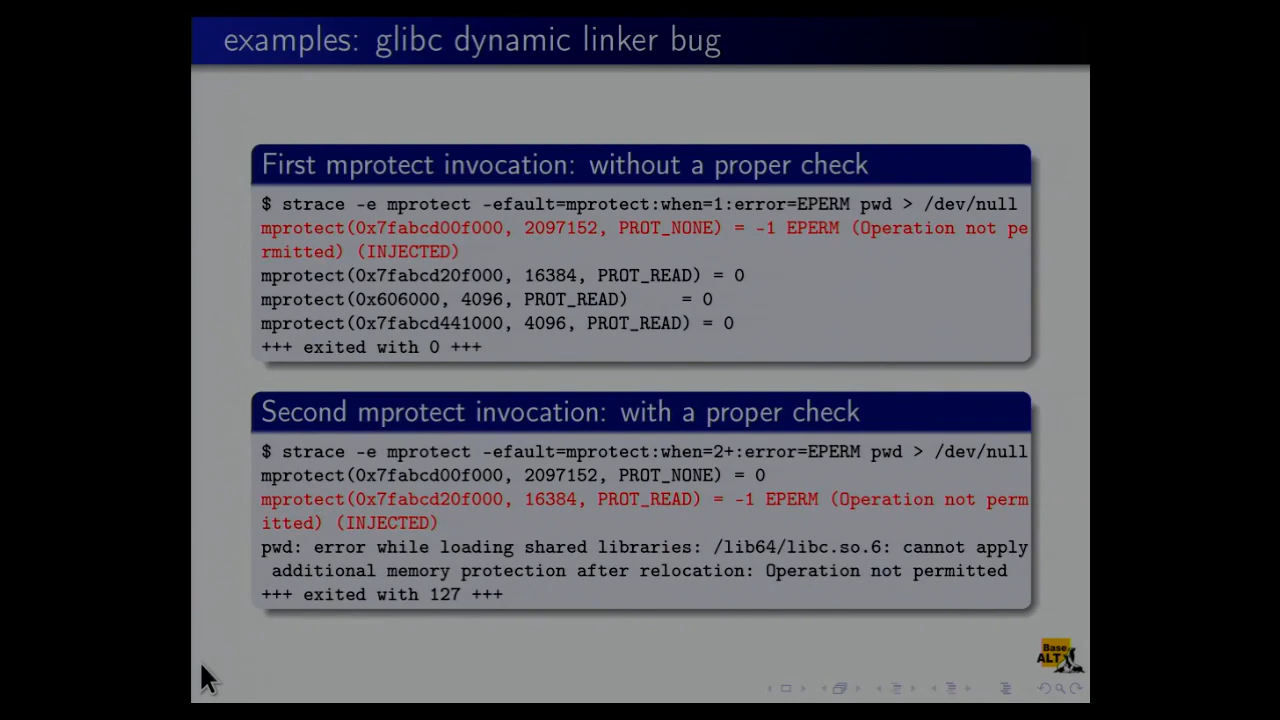 examples: glibc dynamic linker bug
First mprotect invocation: without a proper check
$ strace -e mprotect -efault=mprotect:when=1:error=EPERM pwd > /dev/null
mprotect(0x7fabcd00f000, 2097152, PROT_NONE) = -1 EPERM (Operation not pe
rmitted) (INJECTED)
mprotect(0x7fabcd20f000, 16384, PROT_READ) = 0
mprotect(0x606000, 4096, PROT_READ)     = 0
mprotect(0x7fabcd441000, 4096, PROT_READ) = 0
+++ exited with 0 +++
Second mprotect invocation: with a proper check
$ strace -e mprotect -efault=mprotect:when=2+:error=EPERM pwd > /dev/null
mprotect(0x7fabcd00f000, 2097152, PROT_NONE) = 0
mprotect(0x7fabcd20f000, 16384, PROT_READ) = -1 EPERM (Operation not perm
itted) (INJECTED)
pwd: error while loading shared libraries: /lib64/libc.so.6: cannot apply
 additional memory protection after relocation: Operation not permitted
+++ exited with 127 +++
Base
ALT